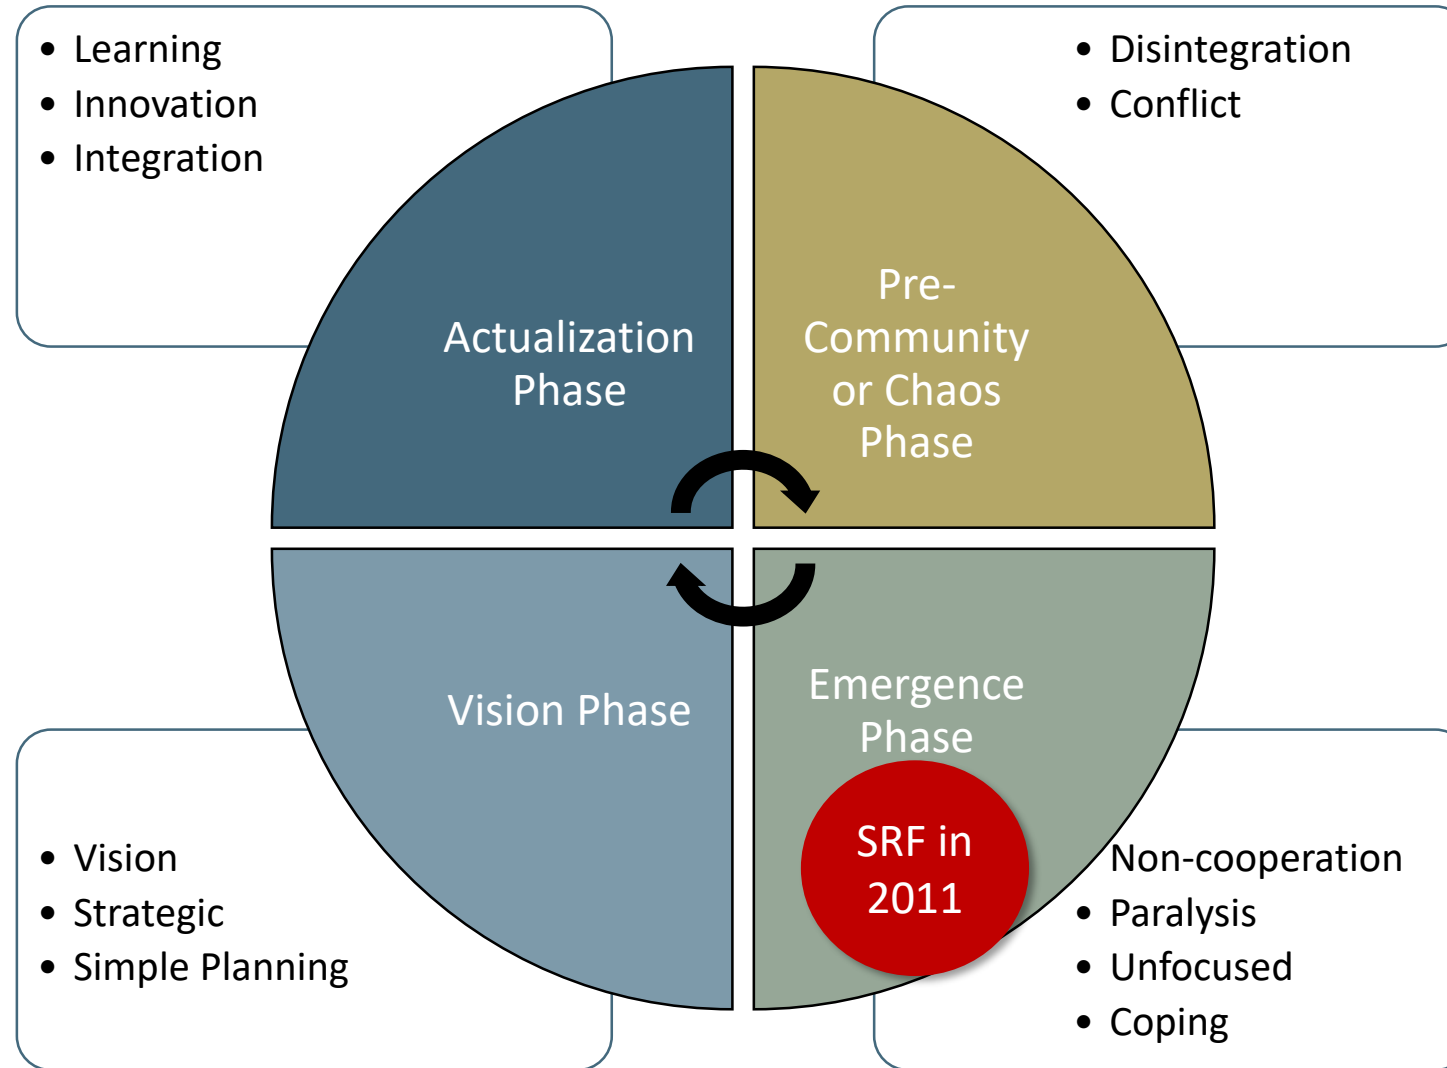 • Learning
• Innovation
• Integration
• Disintegration
• Conflict
Actualization
Phase
Pre-
Community
or Chaos
Phase
Vision Phase
Emergence
Phase
SRF in
2011
• Vision
• Strategic
• Simple Planning
Non-cooperation
• Paralysis
• Unfocused
• Coping